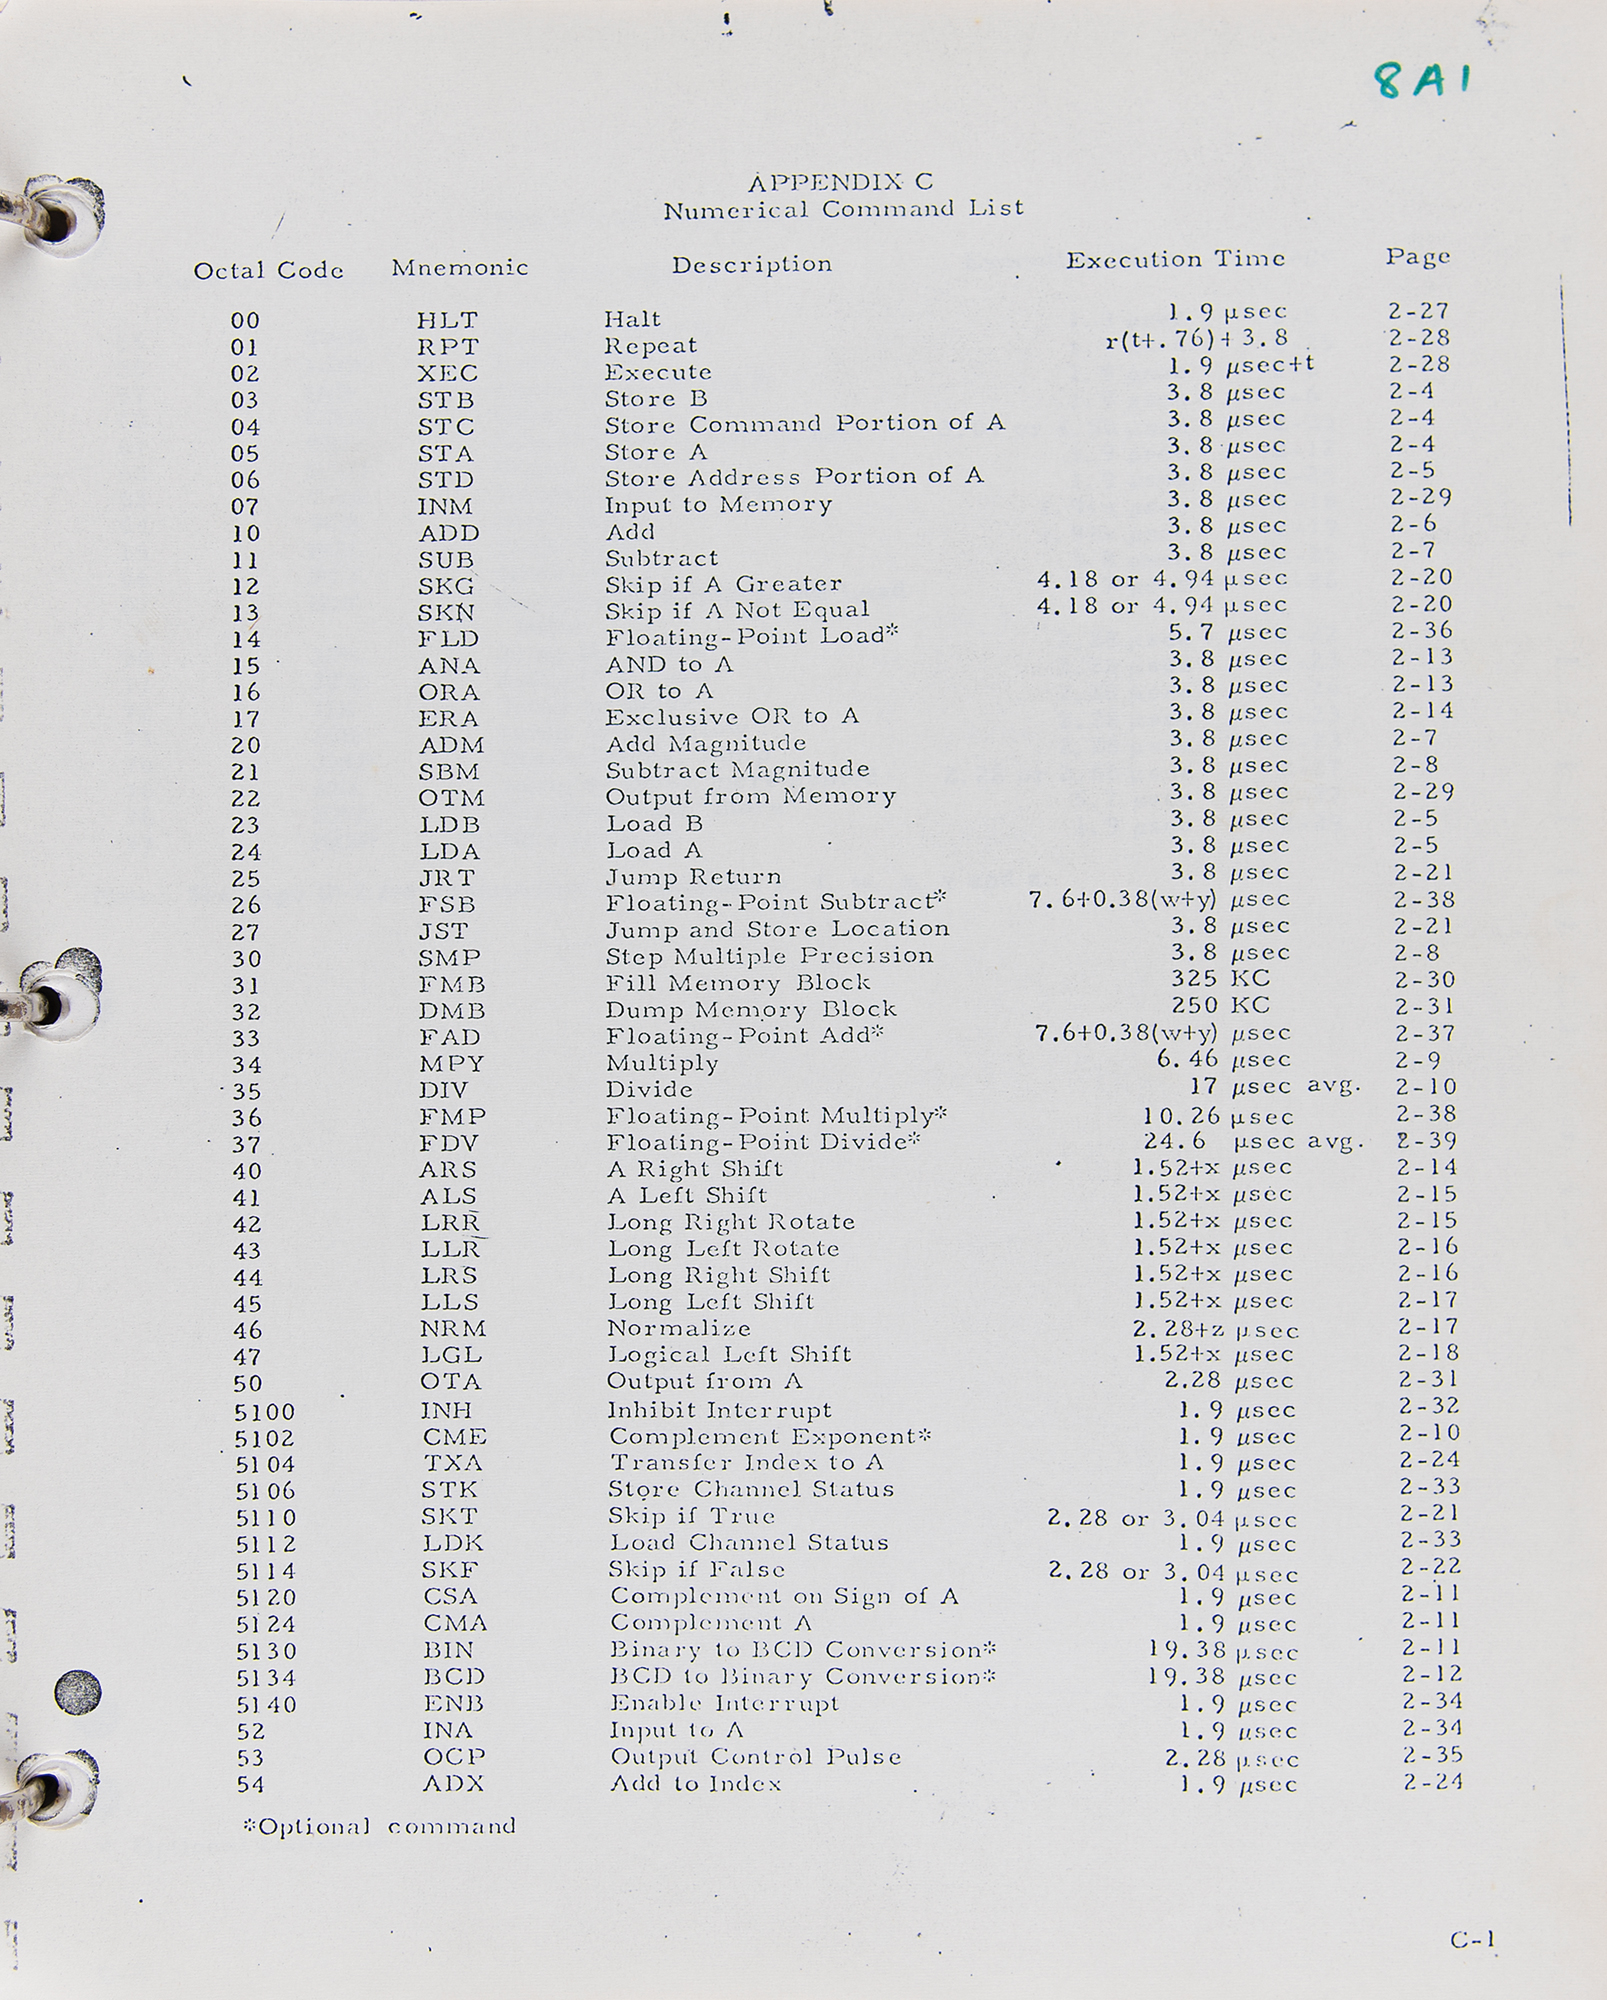 8A1
APPENDIX C
Numerical Command List
Octal Code Mnemonic Description Execution Time Page
00 HLT Halt 1.9 µsec 2-27
01 RPT Repeat r(t+.76)+3.8 2-28
02 XEC Execute 1.9 µsec+t 2-28
03 STB Store B 3.8 µsec 2-4
04 STC Store Command Portion of A 3.8 µsec 2-4
05 STA Store A 3.8 µsec 2-4
06 STD Store Address Portion of A 3.8 µsec 2-5
07 INM Input to Memory 3.8 µsec 2-29
10 ADD Add 3.8 µsec 2-6
11 SUB Subtract 3.8 µsec 2-7
12 SKG Skip if A Greater 4.18 or 4.94 µsec 2-20
13 SKN Skip if A Not Equal 4.18 or 4.94 µsec 2-20
14 FLD Floating-Point Load* 5.7 µsec 2-36
15 ANA AND to A 3.8 µsec 2-13
16 ORA OR to A 3.8 µsec 2-13
17 ERA Exclusive OR to A 3.8 µsec 2-14
20 ADM Add Magnitude 3.8 µsec 2-7
21 SBM Subtract Magnitude 3.8 µsec 2-8
22 OTM Output from Memory 3.8 µsec 2-29
23 LDB Load B 3.8 µsec 2-5
24 LDA Load A 3.8 µsec 2-5
25 JRT Jump Return 3.8 µsec 2-21
26 FSB Floating-Point Subtract* 7.6+0.38(w+y) µsec 2-38
27 JST Jump and Store Location 3.8 µsec 2-21
30 SMP Step Multiple Precision 3.8 µsec 2-8
31 FMB Fill Memory Block 325 KC 2-30
32 DMB Dump Memory Block 250 KC 2-31
33 FAD Floating-Point Add* 7.6+0.38(w+y) µsec 2-37
34 MPY Multiply 6.46 µsec 2-9
35 DIV Divide 17 µsec avg. 2-10
36 FMP Floating-Point Multiply* 10.26 µsec 2-38
37 FDV Floating-Point Divide* 24.6 µsec avg. 2-39
40 ARS A Right Shift 1.52+x µsec 2-14
41 ALS A Left Shift 1.52+x µsec 2-15
42 LRR Long Right Rotate 1.52+x µsec 2-15
43 LLR Long Left Rotate 1.52+x µsec 2-16
44 LRS Long Right Shift 1.52+x µsec 2-16
45 LLS Long Left Shift 1.52+x µsec 2-17
46 NRM Normalize 2.28+z µsec 2-17
47 LGL Logical Left Shift 1.52+x µsec 2-18
50 OTA Output from A 2.28 µsec 2-31
5100 INH Inhibit Interrupt 1.9 µsec 2-32
5102 CME Complement Exponent* 1.9 µsec 2-10
5104 TXA Transfer Index to A 1.9 µsec 2-24
5106 STK Store Channel Status 1.9 µsec 2-33
5110 SKT Skip if True 2.28 or 3.04 µsec 2-21
5112 LDK Load Channel Status 1.9 µsec 2-33
5114 SKF Skip if False 2.28 or 3.04 µsec 2-22
5120 CSA Complement on Sign of A 1.9 µsec 2-11
5124 CMA Complement A 1.9 µsec 2-11
5130 BIN Binary to BCD Conversion* 19.38 µsec 2-11
5134 BCD BCD to Binary Conversion* 19.38 µsec 2-12
5140 ENB Enable Interrupt 1.9 µsec 2-34
52 INA Input to A 1.9 µsec 2-34
53 OCP Output Control Pulse 2.28 µsec 2-35
54 ADX Add to Index 1.9 µsec 2-24
*Optional command
C-1